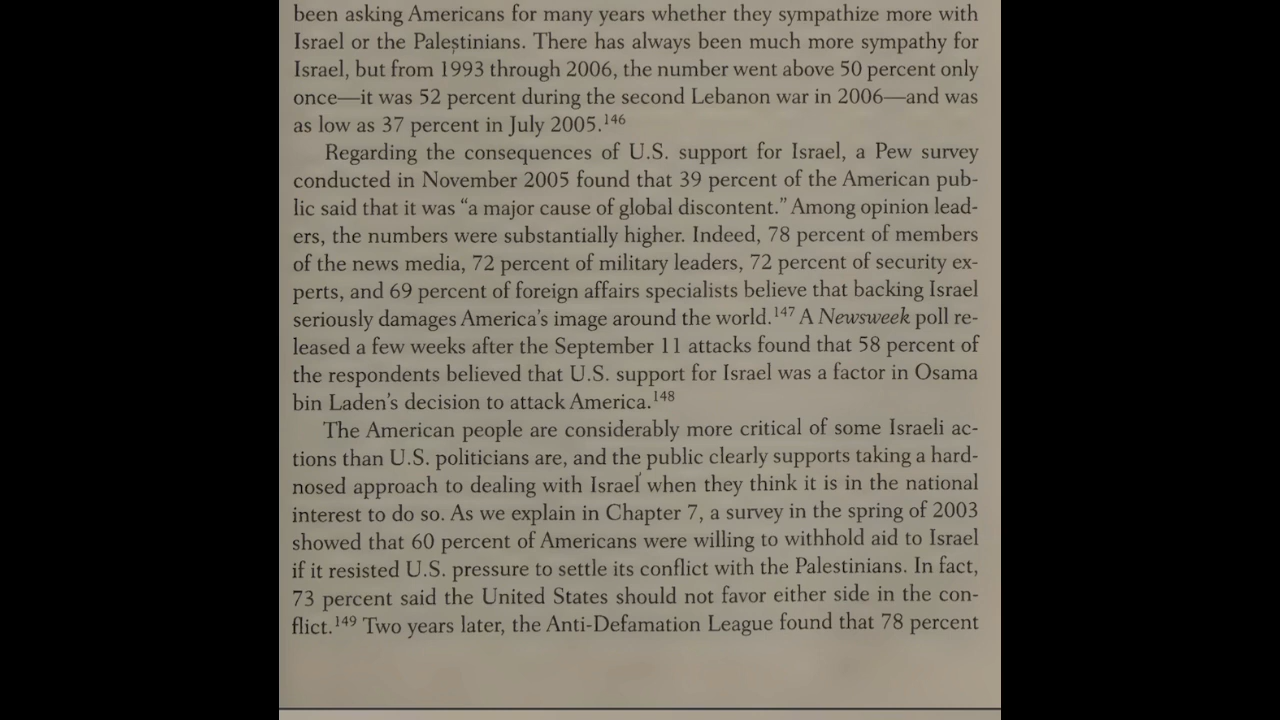 been asking Americans for many years whether they sympathize more with
Israel or the Palestinians. There has always been much more sympathy for
Israel, but from 1993 through 2006, the number went above 50 percent only
once—it was 52 percent during the second Lebanon war in 2006—and was
as low as 37 percent in July 2005.146
Regarding the consequences of U.S. support for Israel, a Pew survey
conducted in November 2005 found that 39 percent of the American pub-
lic said that it was “a major cause of global discontent.” Among opinion lead-
ers, the numbers were substantially higher. Indeed, 78 percent of members
of the news media, 72 percent of military leaders, 72 percent of security ex-
perts, and 69 percent of foreign affairs specialists believe that backing Israel
seriously damages America’s image around the world.147 A Newsweek poll re-
leased a few weeks after the September 11 attacks found that 58 percent of
the respondents believed that U.S. support for Israel was a factor in Osama
bin Laden’s decision to attack America.148
The American people are considerably more critical of some Israeli ac-
tions than U.S. politicians are, and the public clearly supports taking a hard-
nosed approach to dealing with Israel when they think it is in the national
interest to do so. As we explain in Chapter 7, a survey in the spring of 2003
showed that 60 percent of Americans were willing to withhold aid to Israel
if it resisted U.S. pressure to settle its conflict with the Palestinians. In fact,
73 percent said the United States should not favor either side in the con-
flict.149 Two years later, the Anti-Defamation League found that 78 percent